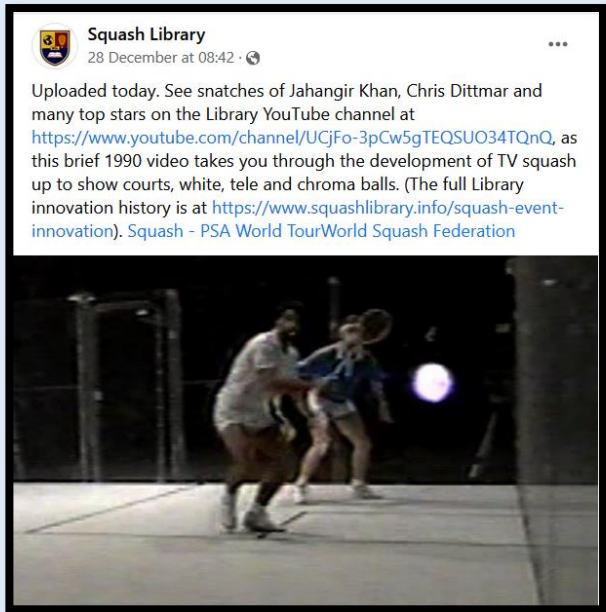 Squash Library
28 December at 08:42 ·
Uploaded today. See snatches of Jahangir Khan, Chris Dittmar and
many top stars on the Library YouTube channel at
https://www.youtube.com/channel/UCjFo-3pCw5gTEQSUO34TQnQ, as
this brief 1990 video takes you through the development of TV squash
up to show courts, white, tele and chroma balls. (The full Library
innovation history is at https://www.squashlibrary.info/squash-event-
innovation). Squash - PSA World TourWorld Squash Federation